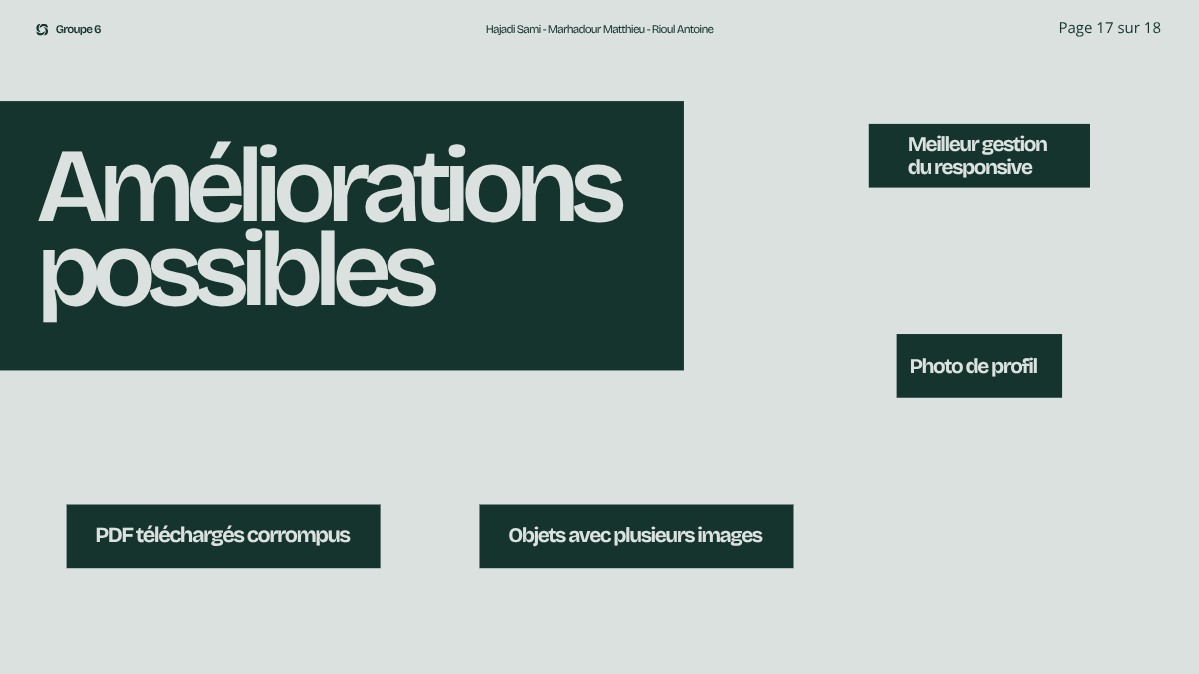 Groupe 6
Hajadi Sami - Marhadour Matthieu - Rioul Antoine
Page 17 sur 18
Améliorations
possibles
Meilleur gestion
du responsive
Photo de profil
PDF téléchargés corrompus
Objets avec plusieurs images